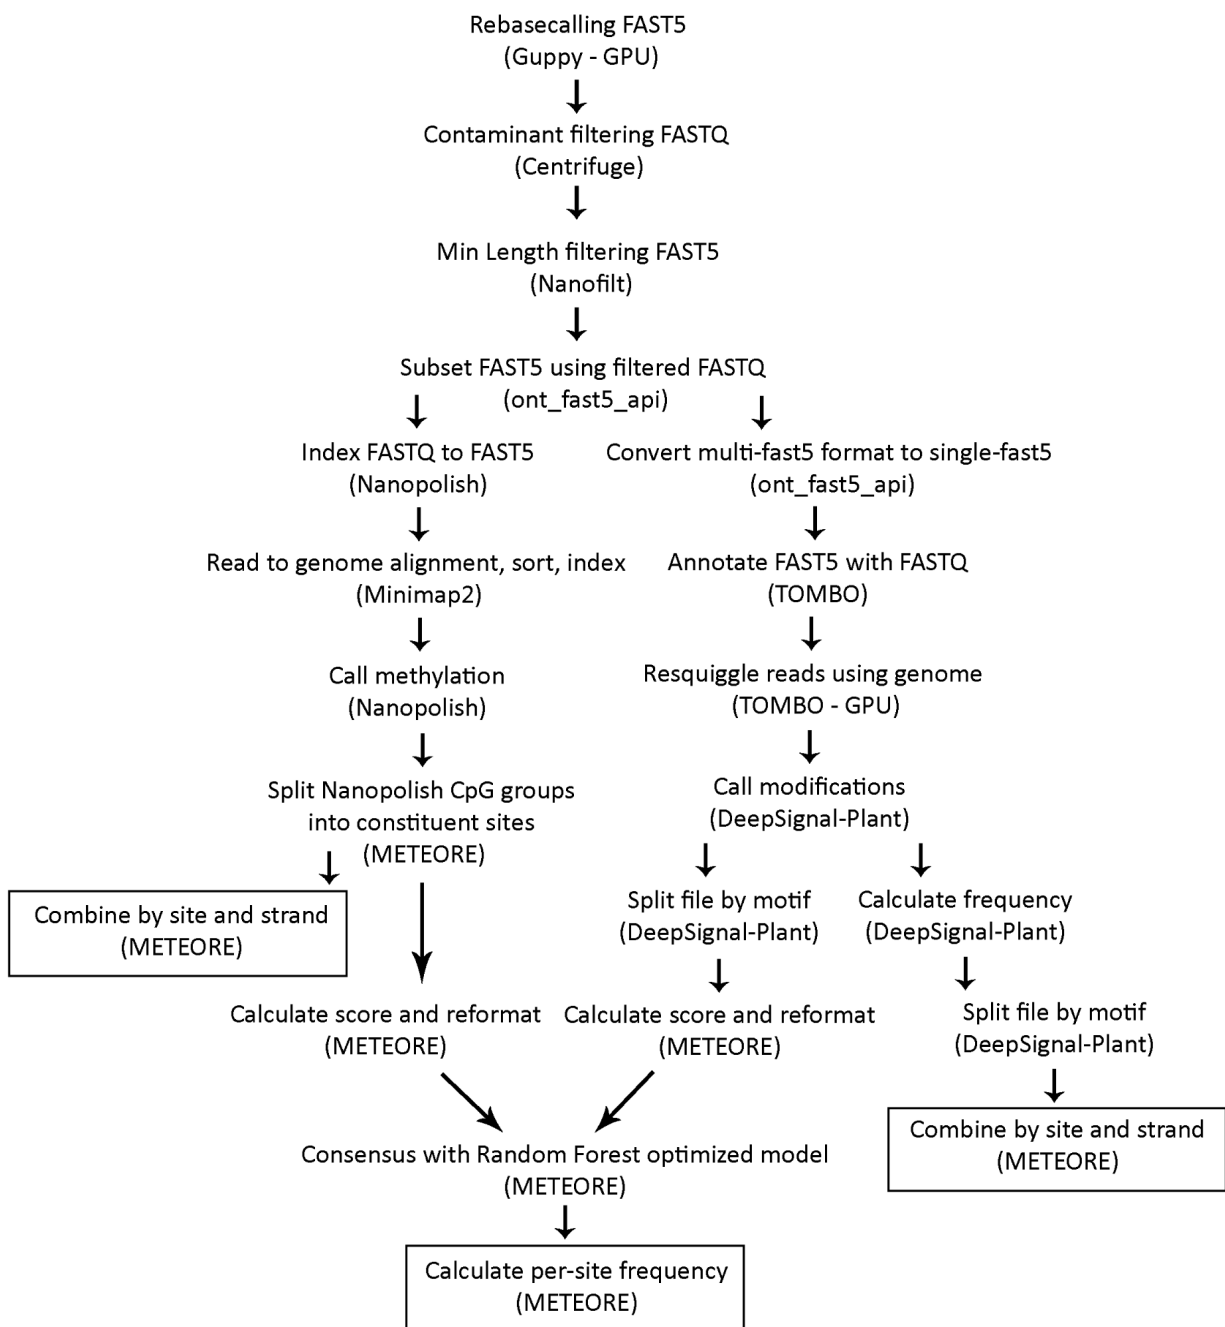 Rebasecalling FAST5
(Guppy - GPU)
Contaminant filtering FASTQ
(Centrifuge)
Min Length filtering FAST5
(Nanofilt)
Subset FAST5 using filtered FASTQ
(ont_fast5_api)
Index FASTQ to FAST5
(Nanopolish)
Convert multi-fast5 format to single-fast5
(ont_fast5_api)
Read to genome alignment, sort, index
(Minimap2)
Annotate FAST5 with FASTQ
(TOMBO)
Call methylation
(Nanopolish)
Resquiggle reads using genome
(TOMBO - GPU)
Split Nanopolish CpG groups
into constituent sites
(METEORE)
Call modifications
(DeepSignal-Plant)
Combine by site and strand
(METEORE)
Split file by motif
(DeepSignal-Plant)
Calculate frequency
(DeepSignal-Plant)
Calculate score and reformat
(METEORE)
Calculate score and reformat
(METEORE)
Split file by motif
(DeepSignal-Plant)
Combine by site and strand
(METEORE)
Consensus with Random Forest optimized model
(METEORE)
Calculate per-site frequency
(METEORE)